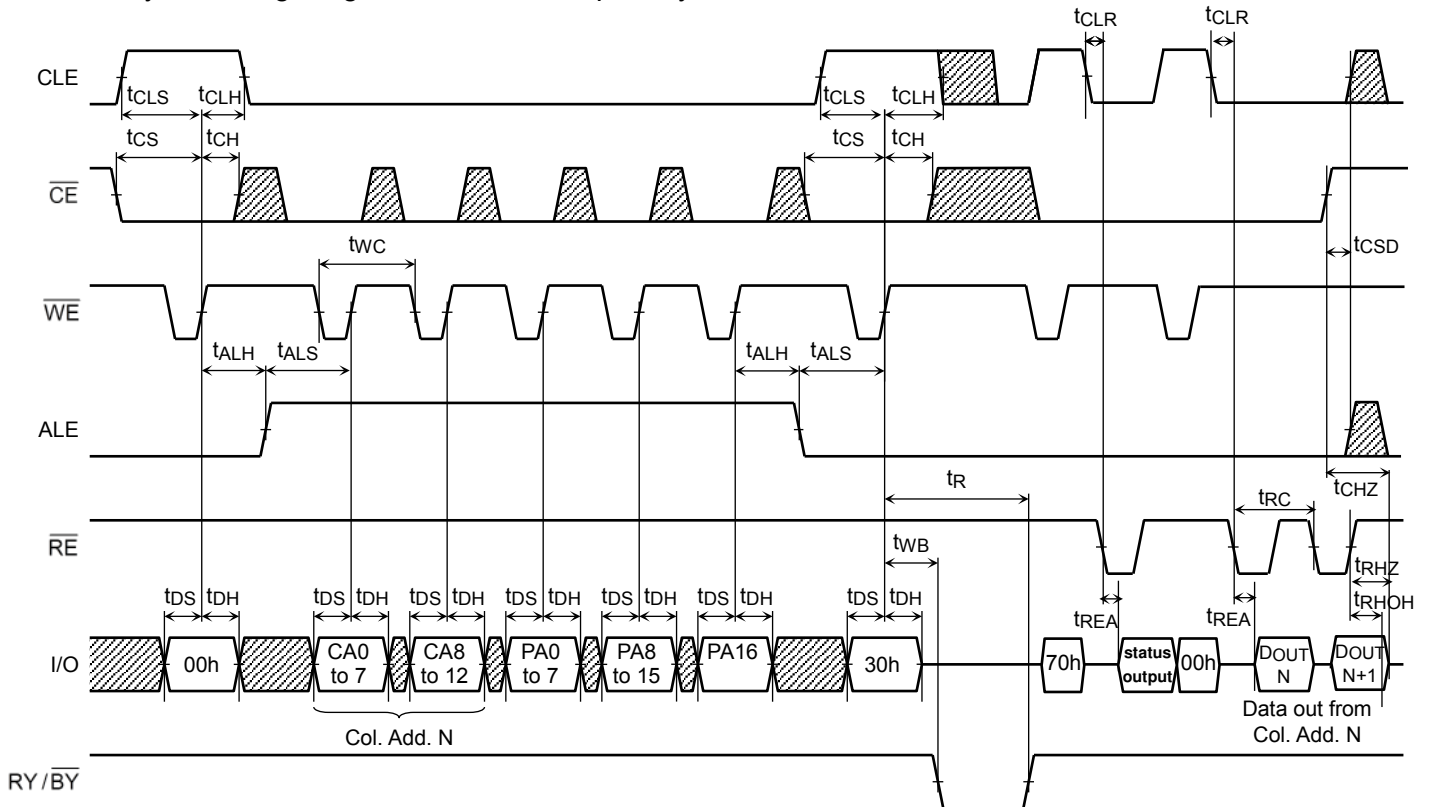 tCLR tCLR
CLE
tCLS tCLH tCLS tCLH
tCS tCH tCS tCH
CE
tCSD
tWC
WE
tALH tALS tALH tALS
ALE
tR
tCHZ
tRC
RE
tWB
tRHZ
tDS tDH tDS tDH tDS tDH tDS tDH tDS tDH tDS tDH tDS tDH
tRHOH
tREA tREA
I/O
00h
CA0 to 7
CA8 to 12
PA0 to 7
PA8 to 15
PA16
30h
70h
status output
00h
DOUT N
DOUT N+1
Col. Add. N
Data out from
Col. Add. N
RY/BY